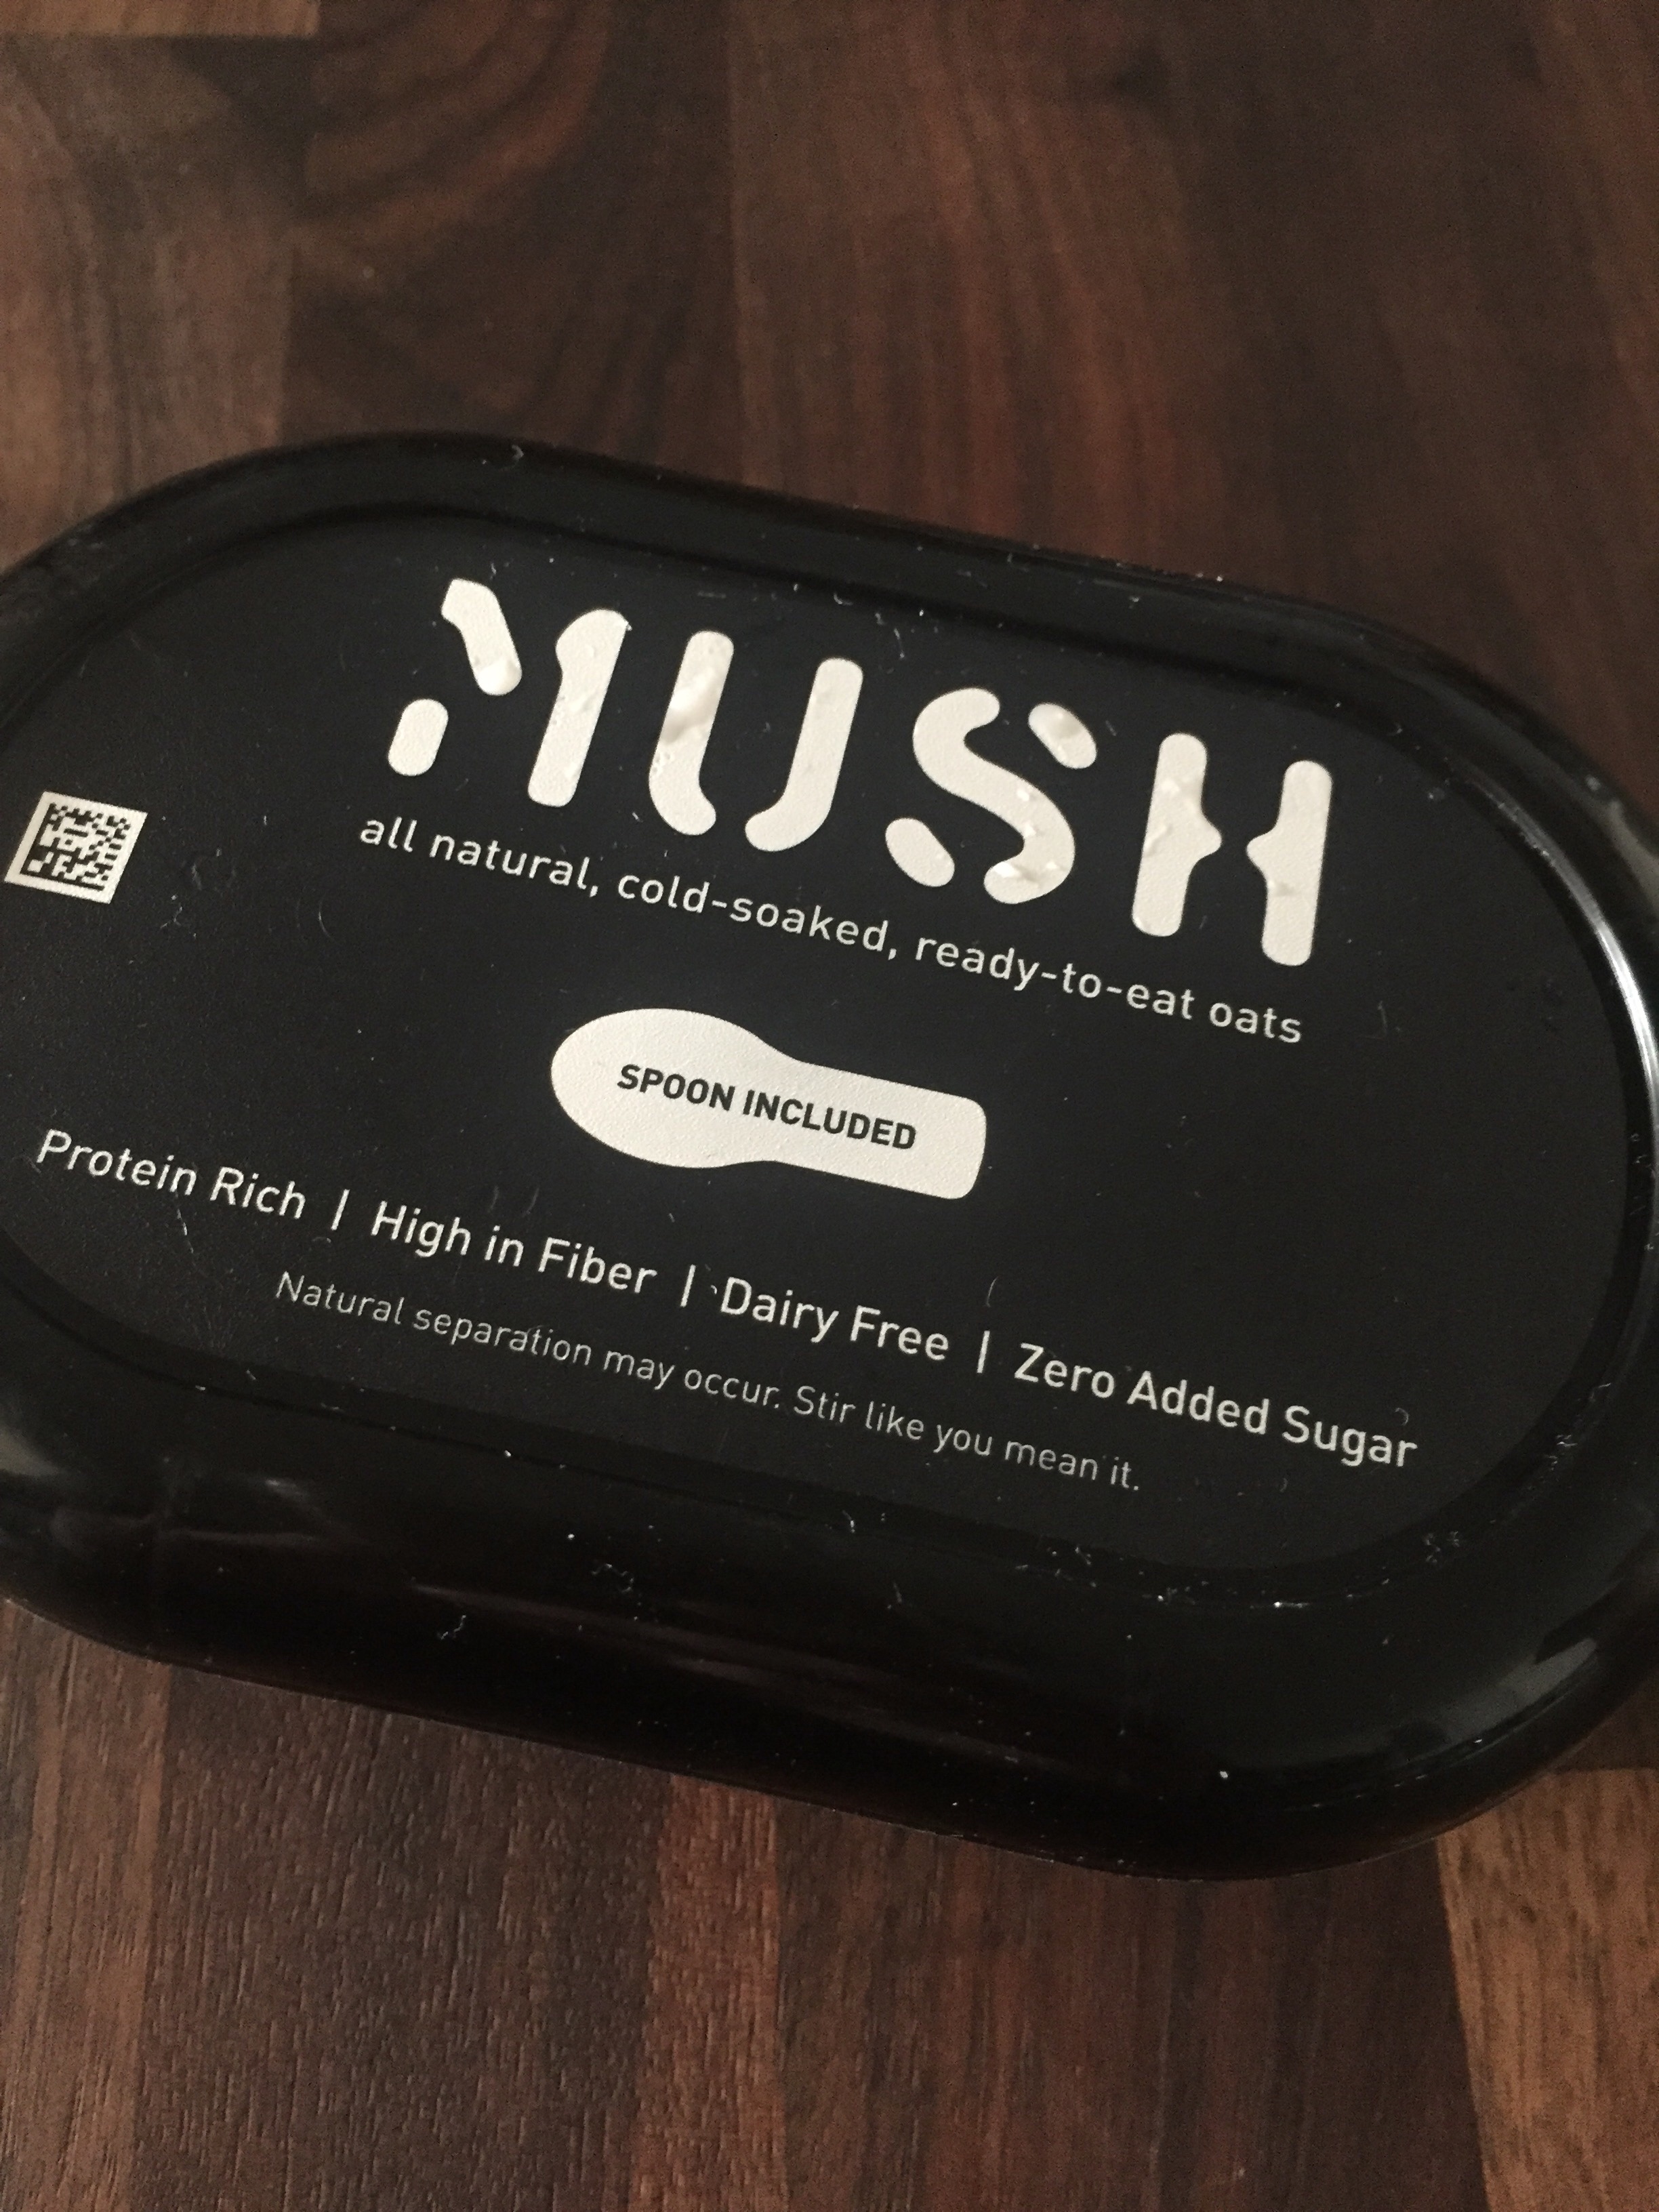 MUSH
all natural, cold-soaked, ready-to-eat oats
SPOON INCLUDED
Protein Rich | High in Fiber | Dairy Free | Zero Added Sugar
Natural separation may occur. Stir like you mean it.